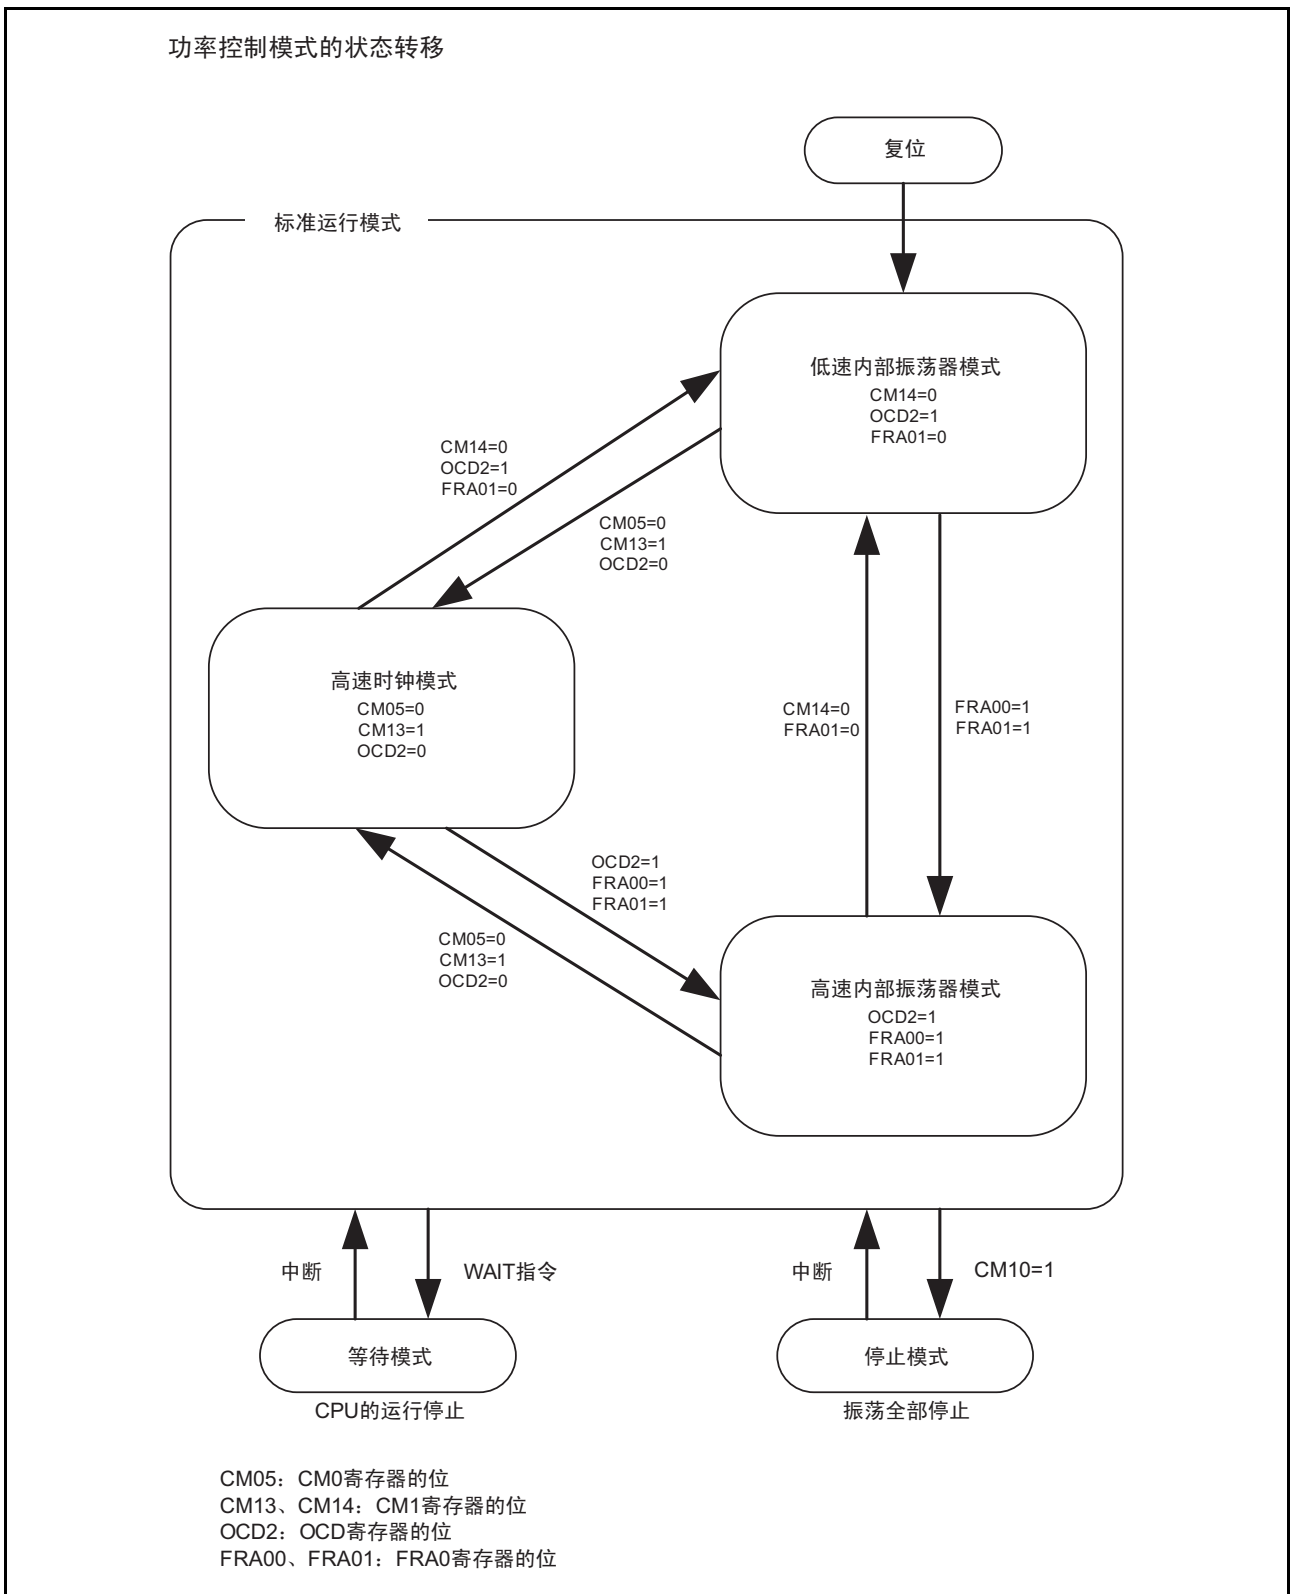 功率控制模式的状态转移
复位
标准运行模式
低速内部振荡器模式
CM14=0
OCD2=1
FRA01=0
CM14=0
OCD2=1
FRA01=0
CM05=0
CM13=1
OCD2=0
高速时钟模式
CM05=0
CM13=1
OCD2=0
CM14=0
FRA01=0
FRA00=1
FRA01=1
OCD2=1
FRA00=1
FRA01=1
CM05=0
CM13=1
OCD2=0
高速内部振荡器模式
OCD2=1
FRA00=1
FRA01=1
中断
WAIT指令
中断
CM10=1
等待模式
停止模式
CPU的运行停止
振荡全部停止
CM05：CM0寄存器的位
CM13、CM14：CM1寄存器的位
OCD2：OCD寄存器的位
FRA00、FRA01：FRA0寄存器的位